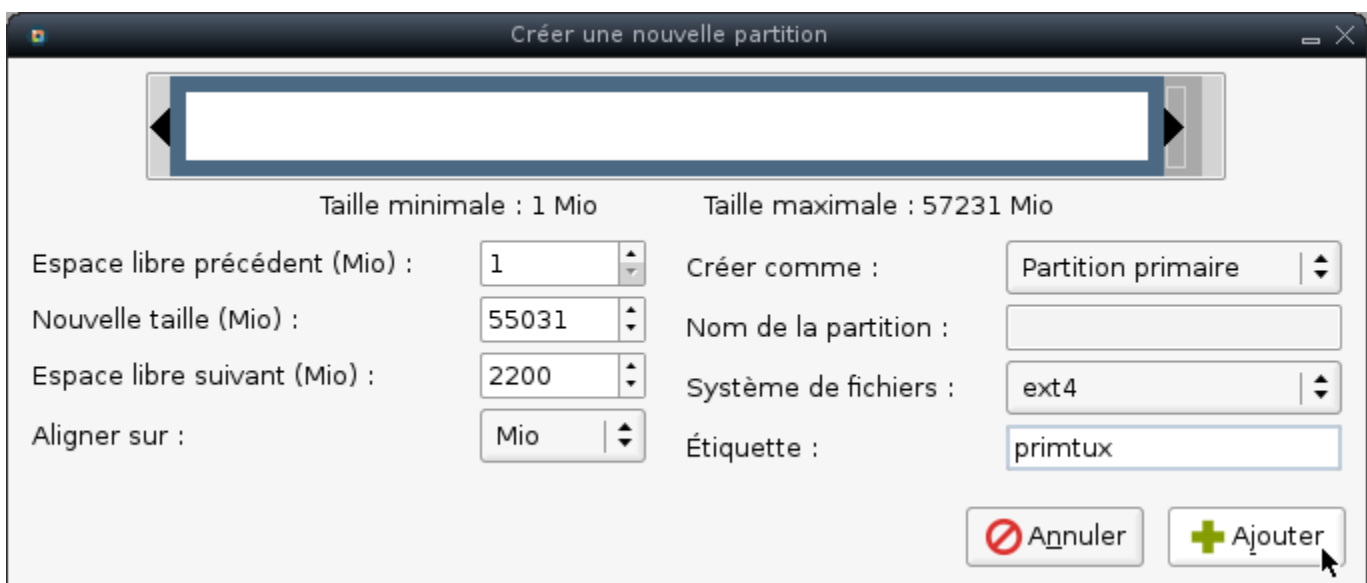 Créer une nouvelle partition
Taille minimale : 1 Mio Taille maximale : 57231 Mio
Espace libre précédent (Mio) : 1
Nouvelle taille (Mio) : 55031
Espace libre suivant (Mio) : 2200
Aligner sur : Mio
Créer comme : Partition primaire
Nom de la partition :
Système de fichiers : ext4
Étiquette : primtux
Annuler Ajouter